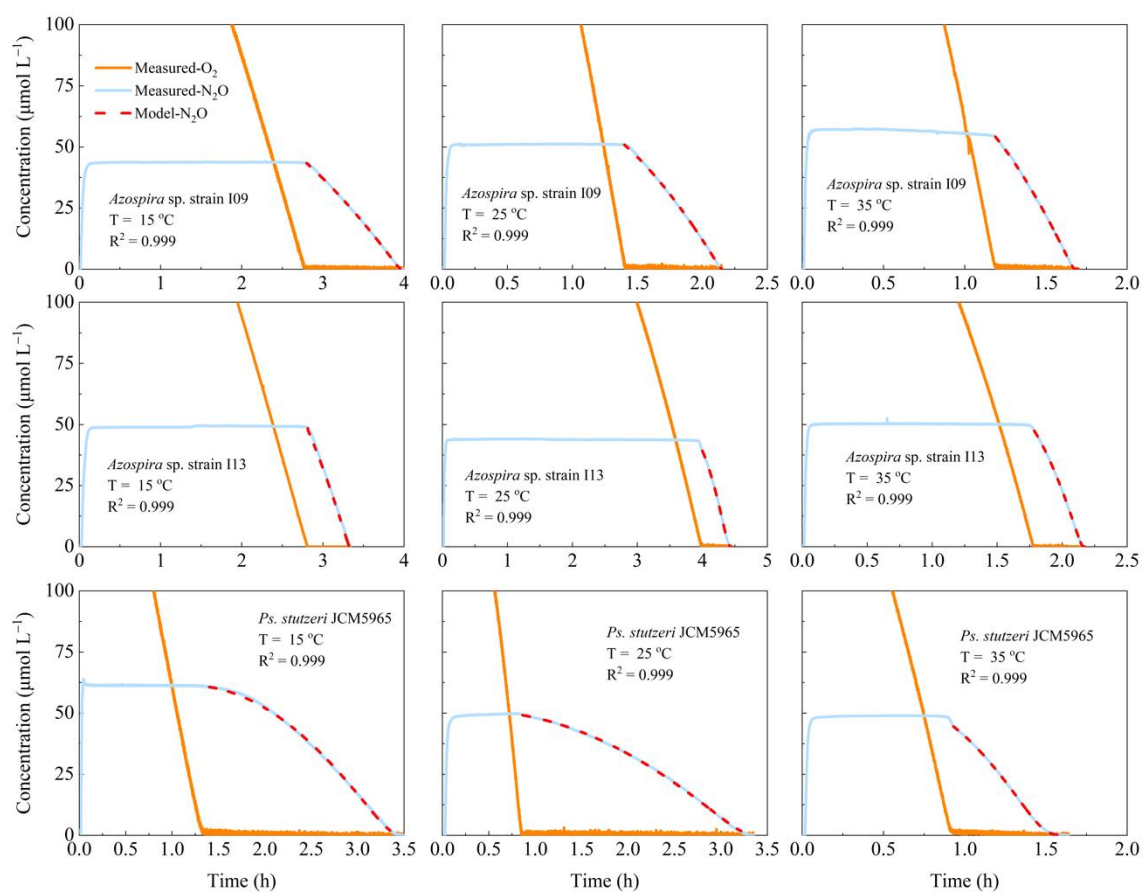 Concentration (μmol L⁻¹)
100
75
50
25
0
Measured-O₂
Measured-N₂O
Model-N₂O
Azospira sp. strain I09
T = 15 °C
R² = 0.999
0 1 2 3 4
Azospira sp. strain I09
T = 25 °C
R² = 0.999
0.0 0.5 1.0 1.5 2.0 2.5
Azospira sp. strain I09
T = 35 °C
R² = 0.999
0.0 0.5 1.0 1.5 2.0
Concentration (μmol L⁻¹)
100
75
50
25
0
Azospira sp. strain I13
T = 15 °C
R² = 0.999
0 1 2 3 4
Azospira sp. strain I13
T = 25 °C
R² = 0.999
0 1 2 3 4 5
Azospira sp. strain I13
T = 35 °C
R² = 0.999
0.0 0.5 1.0 1.5 2.0 2.5
Concentration (μmol L⁻¹)
100
75
50
25
0
Ps. stutzeri JCM5965
T = 15 °C
R² = 0.999
0.0 0.5 1.0 1.5 2.0 2.5 3.0 3.5
Time (h)
Ps. stutzeri JCM5965
T = 25 °C
R² = 0.999
0.0 0.5 1.0 1.5 2.0 2.5 3.0 3.5
Time (h)
Ps. stutzeri JCM5965
T = 35 °C
R² = 0.999
0.0 0.5 1.0 1.5 2.0
Time (h)